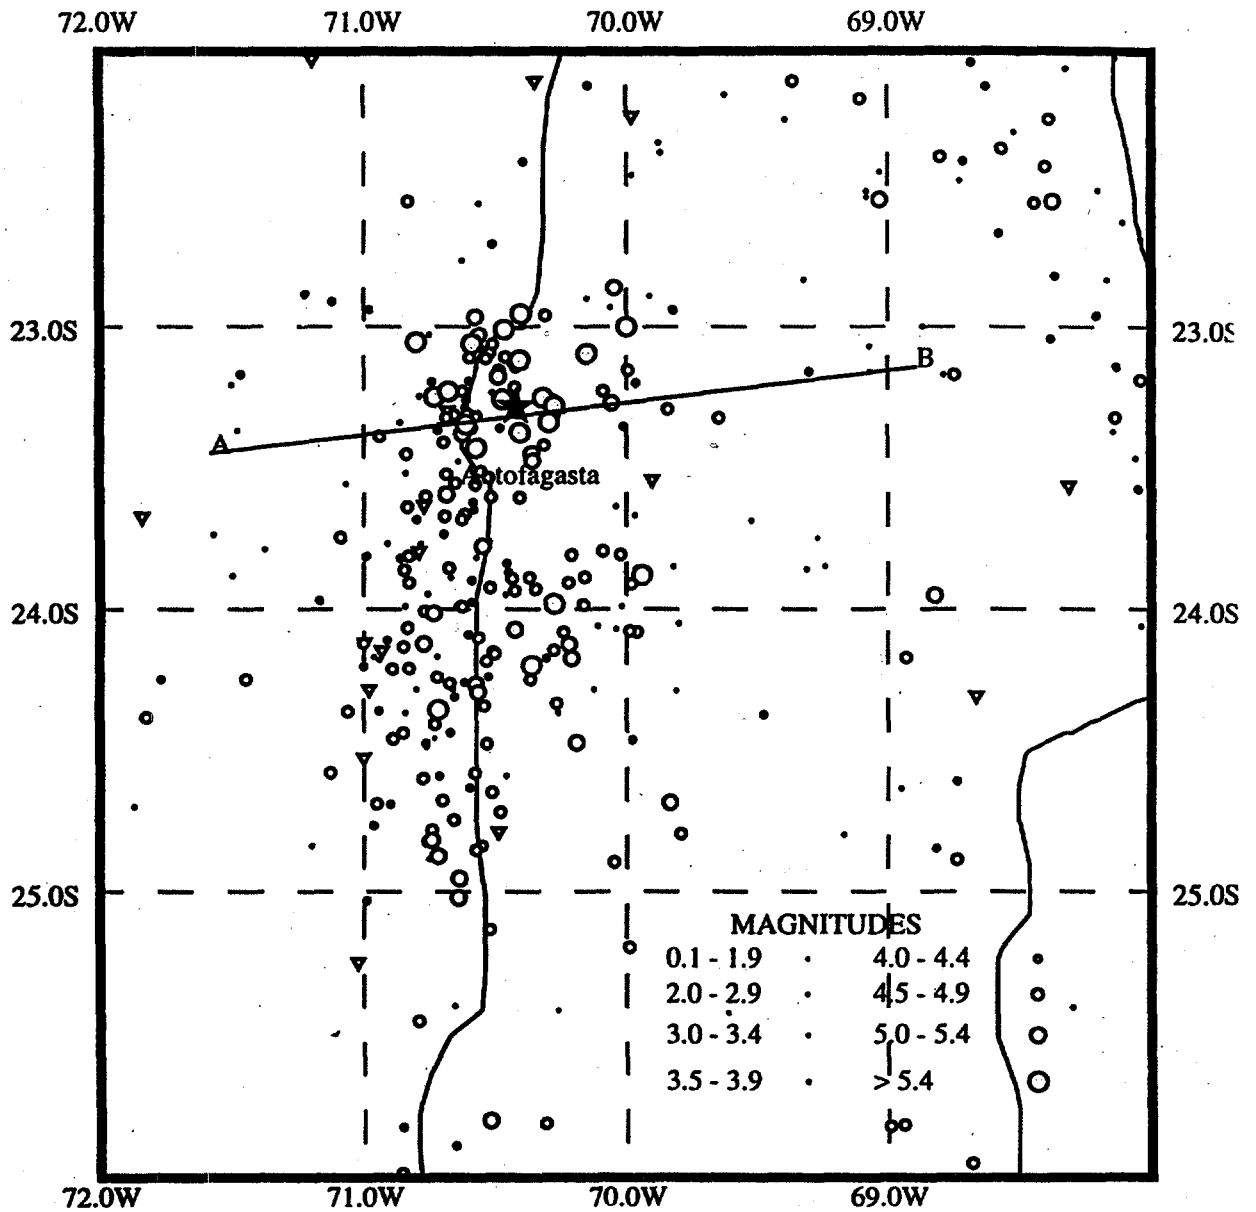 72.0W 71.0W 70.0W 69.0W
23.0S 23.0S
B
A
Antofagasta
24.0S 24.0S
25.0S 25.0S
MAGNITUDES
0.1 - 1.9 4.0 - 4.4
2.0 - 2.9 4.5 - 4.9
3.0 - 3.4 5.0 - 5.4
3.5 - 3.9 > 5.4
72.0W 71.0W 70.0W 69.0W